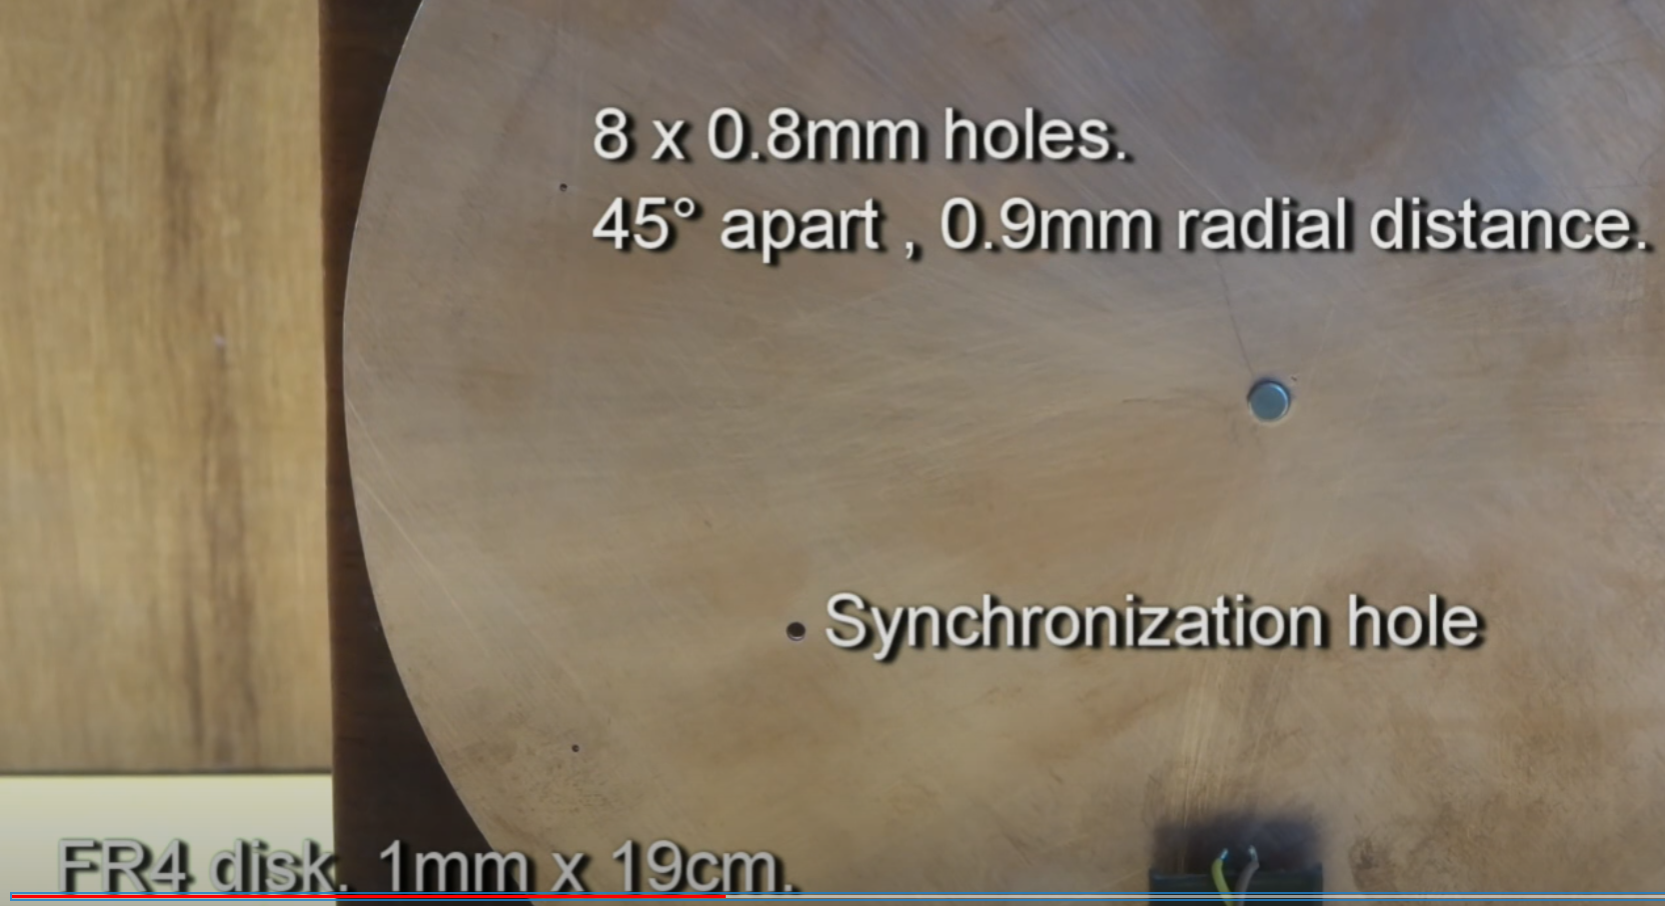 8 x 0.8mm holes.
45° apart , 0.9mm radial distance.
Synchronization hole
FR4 disk. 1mm x 19cm.